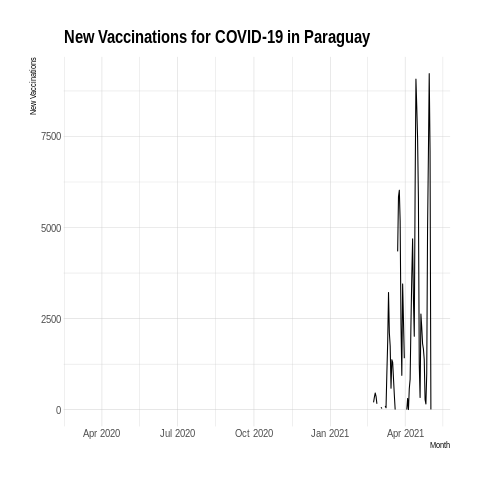 New Vaccinations for COVID-19 in Paraguay
New Vaccinations
7500
5000
2500
0
Apr 2020 Jul 2020 Oct 2020 Jan 2021 Apr 2021
Month